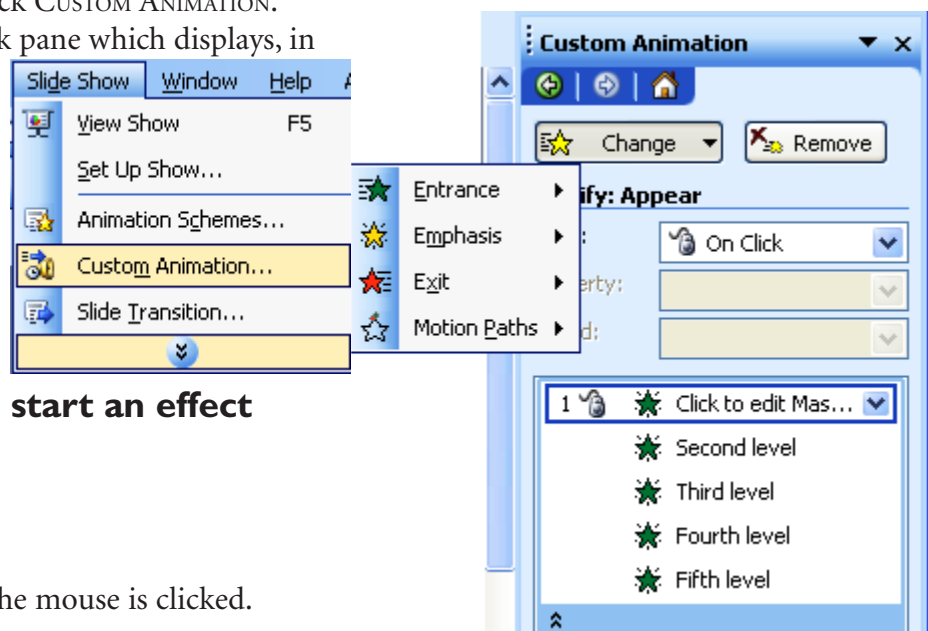 ck CUSTOM ANIMATION.
k pane which displays, in
Slide Show Window Help
View Show F5
Set Up Show...
Animation Schemes...
Custom Animation...
Slide Transition...
Entrance
Emphasis
Exit
Motion Paths
start an effect
he mouse is clicked.
Custom Animation
Change Remove
ify: Appear
: On Click
erty:
d:
1 Click to edit Mas...
Second level
Third level
Fourth level
Fifth level